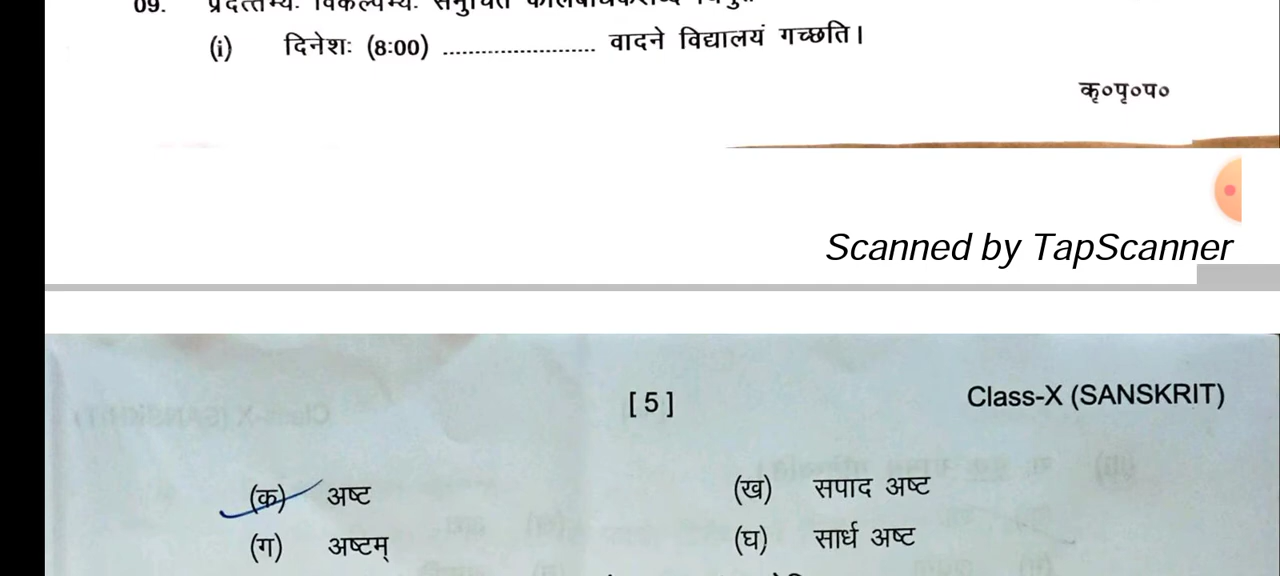 09.
(i) दिनेशः (8:00) ........................ वादने विद्यालयं गच्छति।
कृ०पृ०प०
Scanned by TapScanner
[ 5 ] Class-X (SANSKRIT)
(क) अष्ट (ख) सपाद अष्ट
(ग) अष्टम् (घ) सार्ध अष्ट